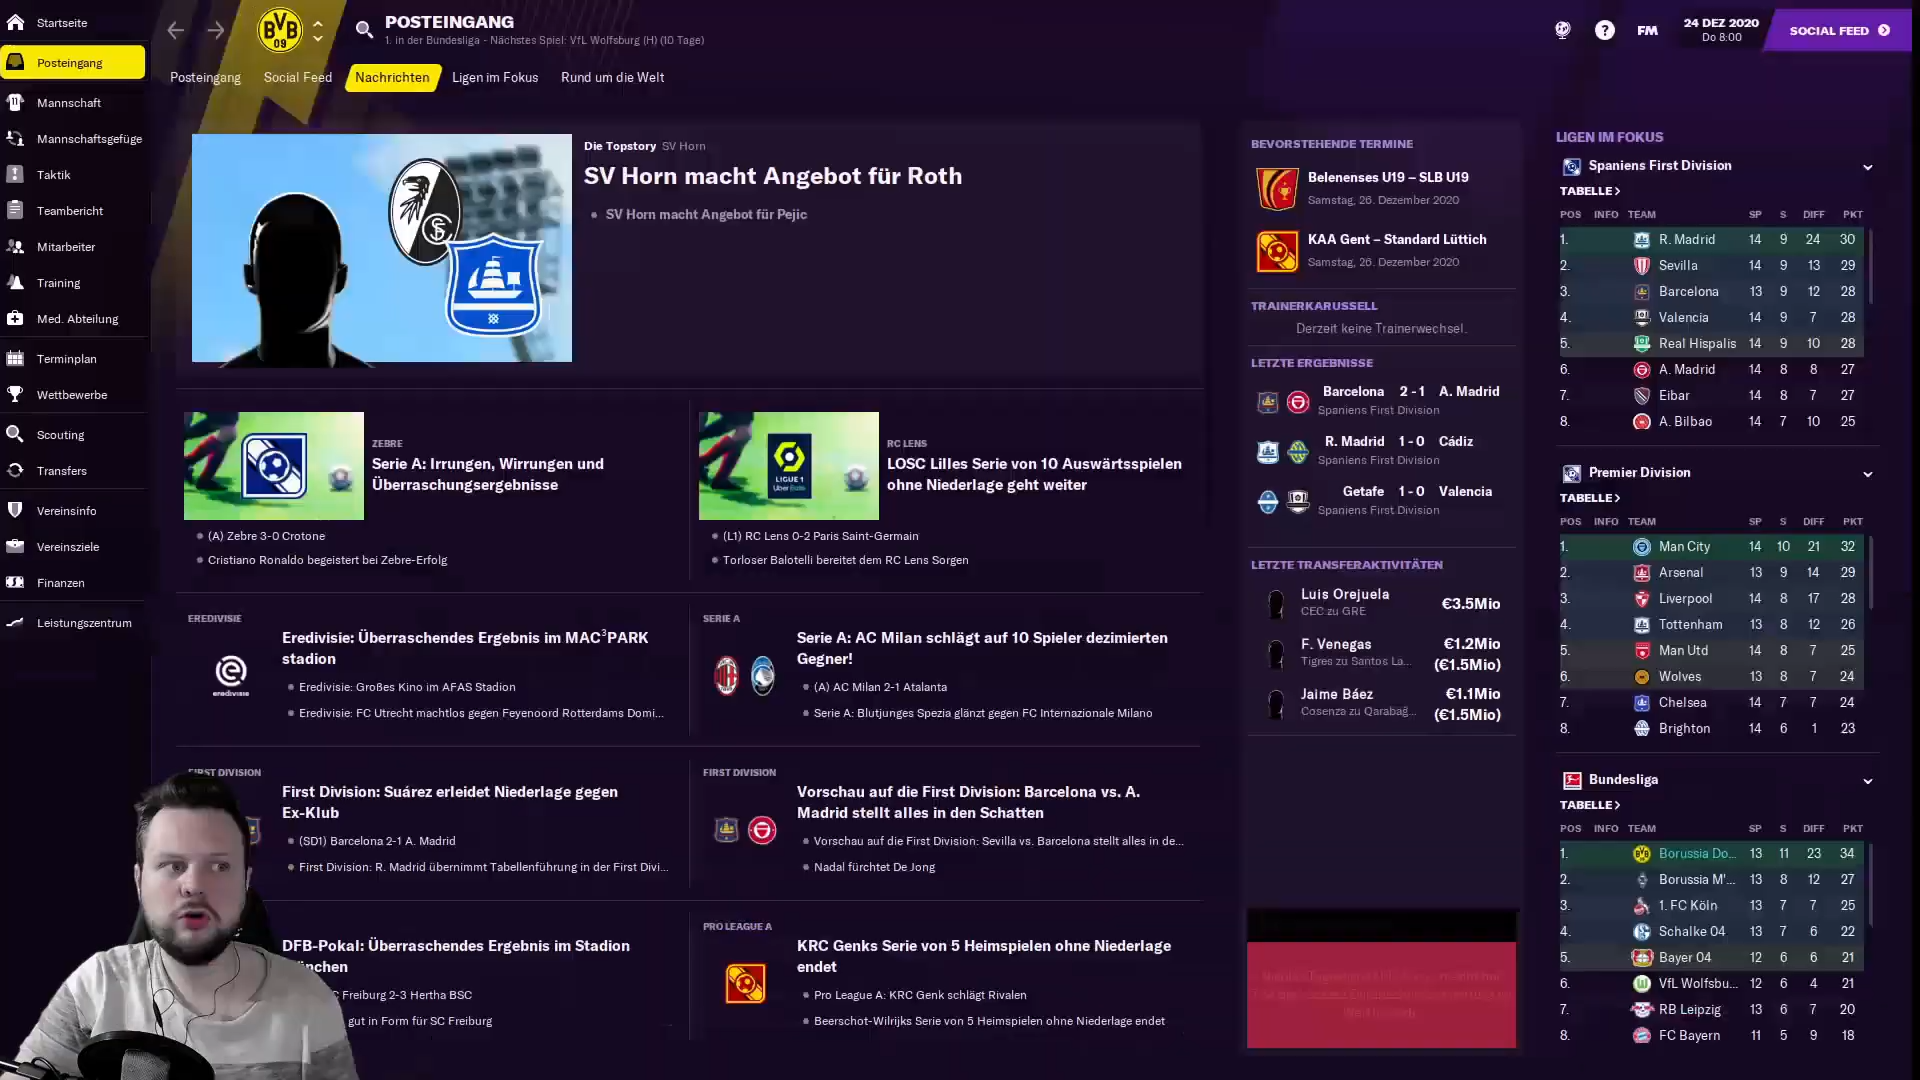 Startseite
Posteingang
Mannschaft
Mannschaftsgefüge
Taktik
Teambericht
Mitarbeiter
Training
Med. Abteilung
Terminplan
Wettbewerbe
Scouting
Transfers
Vereinsinfo
Vereinsziele
Finanzen
Leistungszentrum
BVB
09
POSTEINGANG
1. in der Bundesliga - Nächstes Spiel: VfL Wolfsburg (H) (10 Tage)
?
FM
24 DEZ 2020
Do 8:00
SOCIAL FEED
Posteingang
Social Feed
Nachrichten
Ligen im Fokus
Rund um die Welt
Die Topstory SV Horn
SV Horn macht Angebot für Roth
SV Horn macht Angebot für Pejic
ZEBRE
Serie A: Irrungen, Wirrungen und
Überraschungsergebnisse
(A) Zebre 3-0 Crotone
Cristiano Ronaldo begeistert bei Zebre-Erfolg
LIGUE 1
Uber Eats
RC LENS
LOSC Lilles Serie von 10 Auswärtsspielen
ohne Niederlage geht weiter
(L1) RC Lens 0-2 Paris Saint-Germain
Torloser Balotelli bereitet dem RC Lens Sorgen
EREDIVISIE
eredivisie
Eredivisie: Überraschendes Ergebnis im MAC³PARK
stadion
Eredivisie: Großes Kino im AFAS Stadion
Eredivisie: FC Utrecht machtlos gegen Feyenoord Rotterdams Domi...
SERIE A
Serie A: AC Milan schlägt auf 10 Spieler dezimierten
Gegner!
(A) AC Milan 2-1 Atalanta
Serie A: Blutjunges Spezia glänzt gegen FC Internazionale Milano
FIRST DIVISION
First Division: Suárez erleidet Niederlage gegen
Ex-Klub
(SD1) Barcelona 2-1 A. Madrid
First Division: R. Madrid übernimmt Tabellenführung in der First Divi...
FIRST DIVISION
Vorschau auf die First Division: Barcelona vs. A.
Madrid stellt alles in den Schatten
Vorschau auf die First Division: Sevilla vs. Barcelona stellt alles in de...
Nadal fürchtet De Jong
DFB-Pokal: Überraschendes Ergebnis im Stadion
Freiburg 2-3 Hertha BSC
gut in Form für SC Freiburg
PRO LEAGUE A
KRC Genks Serie von 5 Heimspielen ohne Niederlage
endet
Pro League A: KRC Genk schlägt Rivalen
Beerschot-Wilrijks Serie von 5 Heimspielen ohne Niederlage endet
BEVORSTEHENDE TERMINE
Belenenses U19 – SLB U19
Samstag, 26. Dezember 2020
KAA Gent – Standard Lüttich
Samstag, 26. Dezember 2020
TRAINERKARUSSELL
Derzeit keine Trainerwechsel.
LETZTE ERGEBNISSE
Barcelona 2 - 1 A. Madrid
Spaniens First Division
R. Madrid 1 - 0 Cádiz
Spaniens First Division
Getafe 1 - 0 Valencia
Spaniens First Division
LETZTE TRANSFERAKTIVITÄTEN
Luis Orejuela €3.5Mio
CEC zu GRE
F. Venegas €1.2Mio
Tigres zu Santos La... (€1.5Mio)
Jaime Báez €1.1Mio
Cosenza zu Qarabağ... (€1.5Mio)
LIGEN IM FOKUS
Spaniens First Division
TABELLE
POS INFO TEAM SP S DIFF PKT
1. R. Madrid 14 9 24 30
2. Sevilla 14 9 13 29
3. Barcelona 13 9 12 28
4. Valencia 14 9 7 28
5. Real Hispalis 14 9 10 28
6. A. Madrid 14 8 8 27
7. Eibar 14 8 7 27
8. A. Bilbao 14 7 10 25
Premier Division
TABELLE
POS INFO TEAM SP S DIFF PKT
1. Man City 14 10 21 32
2. Arsenal 13 9 14 29
3. Liverpool 14 8 17 28
4. Tottenham 13 8 12 26
5. Man Utd 14 8 7 25
6. Wolves 13 8 7 24
7. Chelsea 14 7 7 24
8. Brighton 14 6 1 23
Bundesliga
TABELLE
POS INFO TEAM SP S DIFF PKT
1. Borussia Do... 13 11 23 34
2. Borussia M'... 13 8 12 27
3. 1. FC Köln 13 7 7 25
4. Schalke 04 13 7 6 22
5. Bayer 04 12 6 6 21
6. VfL Wolfsbu... 12 6 4 21
7. RB Leipzig 13 6 7 20
8. FC Bayern 11 5 9 18